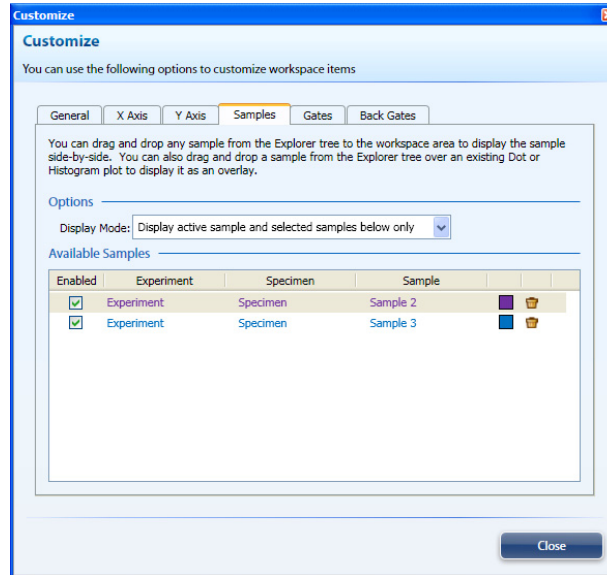 Customize
Customize
You can use the following options to customize workspace items
General X Axis Y Axis Samples Gates Back Gates
You can drag and drop any sample from the Explorer tree to the workspace area to display the sample
side-by-side. You can also drag and drop a sample from the Explorer tree over an existing Dot or
Histogram plot to display it as an overlay.
Options
Display Mode: Display active sample and selected samples below only
Available Samples
Enabled Experiment Specimen Sample
Experiment Specimen Sample 2
Experiment Specimen Sample 3
Close